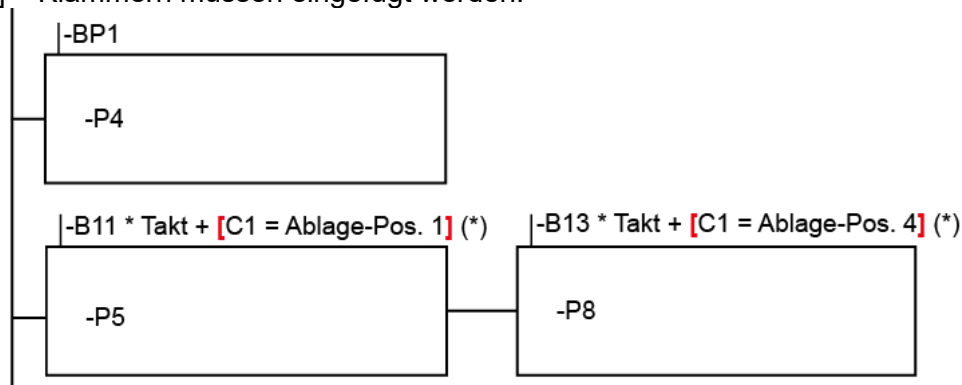 ] Klammern müssen eingefügt werden.
-BP1
-P4
-B11 * Takt + [C1 = Ablage-Pos. 1] (*)
-B13 * Takt + [C1 = Ablage-Pos. 4] (*)
-P5
-P8